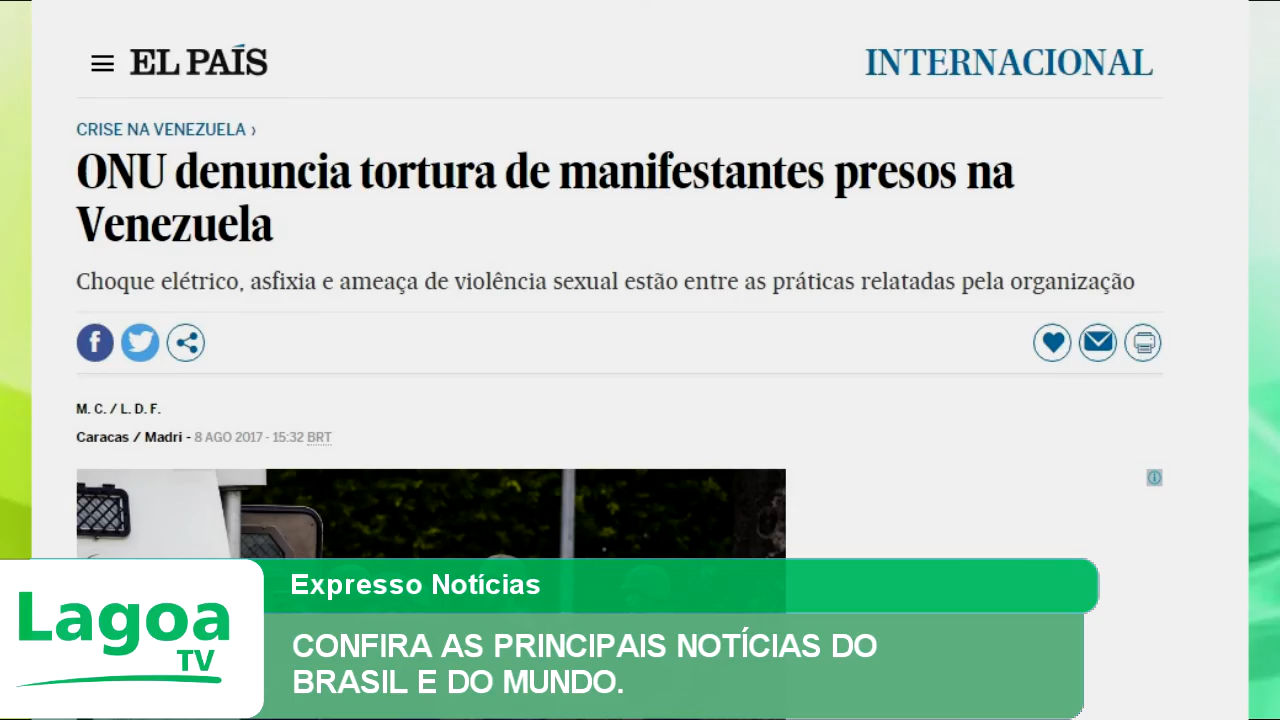 EL PAÍS
INTERNACIONAL
CRISE NA VENEZUELA ›
ONU denuncia tortura de manifestantes presos na
Venezuela
Choque elétrico, asfixia e ameaça de violência sexual estão entre as práticas relatadas pela organização
M. C. / L. D. F.
Caracas / Madri - 8 AGO 2017 - 15:32 BRT
Lagoa
TV
Expresso Notícias
CONFIRA AS PRINCIPAIS NOTÍCIAS DO
BRASIL E DO MUNDO.